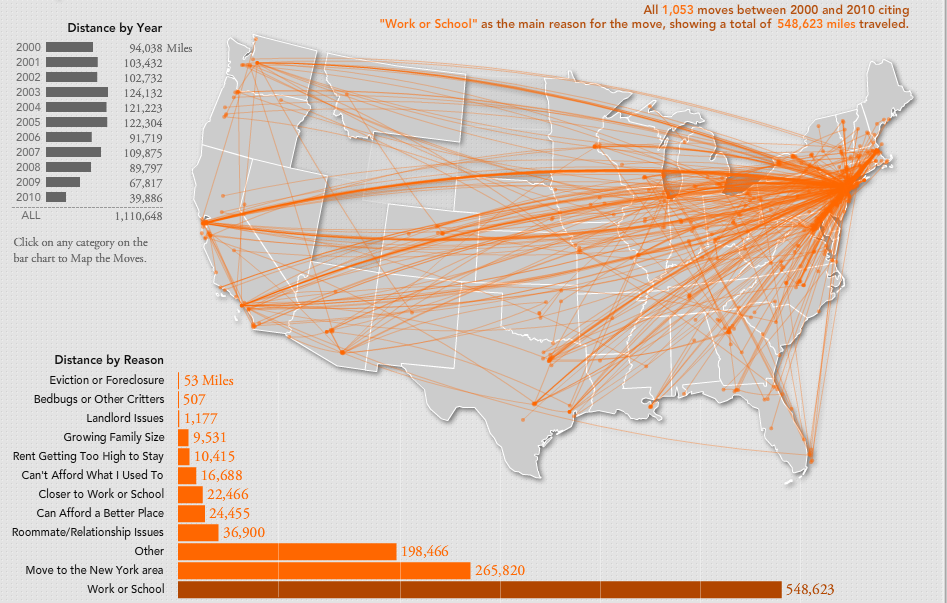 All 1,053 moves between 2000 and 2010 citing
"Work or School" as the main reason for the move, showing a total of 548,623 miles traveled.
Distance by Year
2000 94,038 Miles
2001 103,432
2002 102,732
2003 124,132
2004 121,223
2005 122,304
2006 91,719
2007 109,875
2008 89,797
2009 67,817
2010 39,886
ALL 1,110,648
Click on any category on the
bar chart to Map the Moves.
Distance by Reason
Eviction or Foreclosure 53 Miles
Bedbugs or Other Critters 507
Landlord Issues 1,177
Growing Family Size 9,531
Rent Getting Too High to Stay 10,415
Can't Afford What I Used To 16,688
Closer to Work or School 22,466
Can Afford a Better Place 24,455
Roommate/Relationship Issues 36,900
Other 198,466
Move to the New York area 265,820
Work or School 548,623